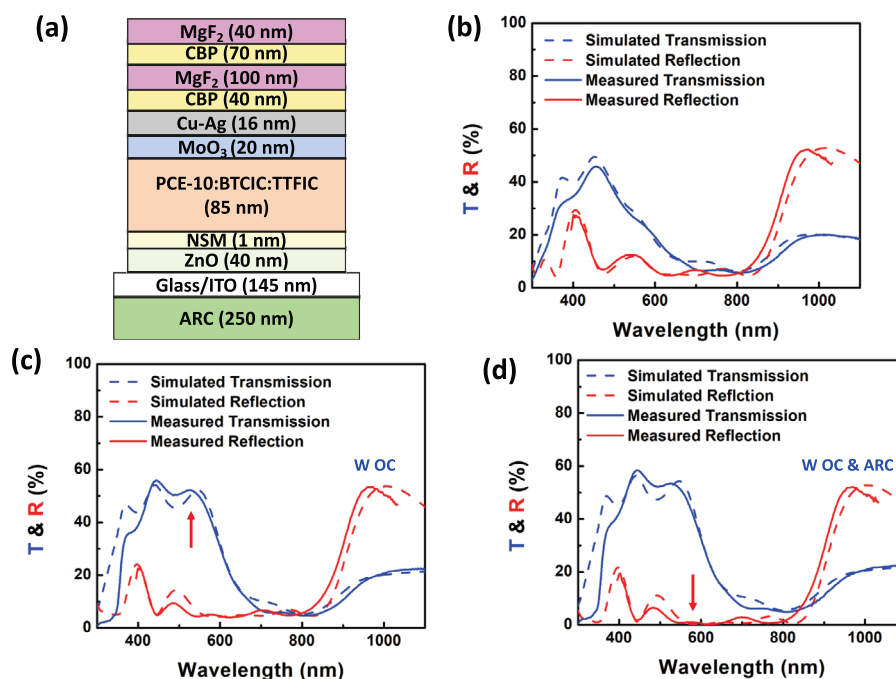 (a)
MgF2 (40 nm)
CBP (70 nm)
MgF2 (100 nm)
CBP (40 nm)
Cu-Ag (16 nm)
MoO3 (20 nm)
PCE-10:BTCIC:TTFIC
(85 nm)
NSM (1 nm)
ZnO (40 nm)
Glass/ITO (145 nm)
ARC (250 nm)
(b)
T & R (%)
100
80
60
40
20
0
Simulated Transmission
Simulated Reflection
Measured Transmission
Measured Reflection
400
600
800
1000
Wavelength (nm)
(c)
T & R (%)
100
80
60
40
20
0
Simulated Transmission
Simulated Reflection
Measured Transmission
Measured Reflection
W OC
400
600
800
1000
Wavelength (nm)
(d)
T & R (%)
100
80
60
40
20
0
Simulated Transmission
Simulated Reflction
Measured Transmission
Measured Reflection
W OC & ARC
400
600
800
1000
Wavelength (nm)